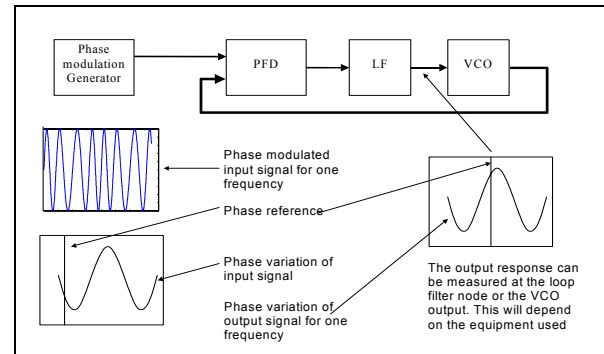 Phase
modulation
Generator
PFD
LF
VCO
Phase modulated
input signal for one
frequency
Phase reference
Phase variation of
input signal
Phase variation of
output signal for one
frequency
The output response can
be measured at the loop
filter node or the VCO
output. This will depend
on the equipment used